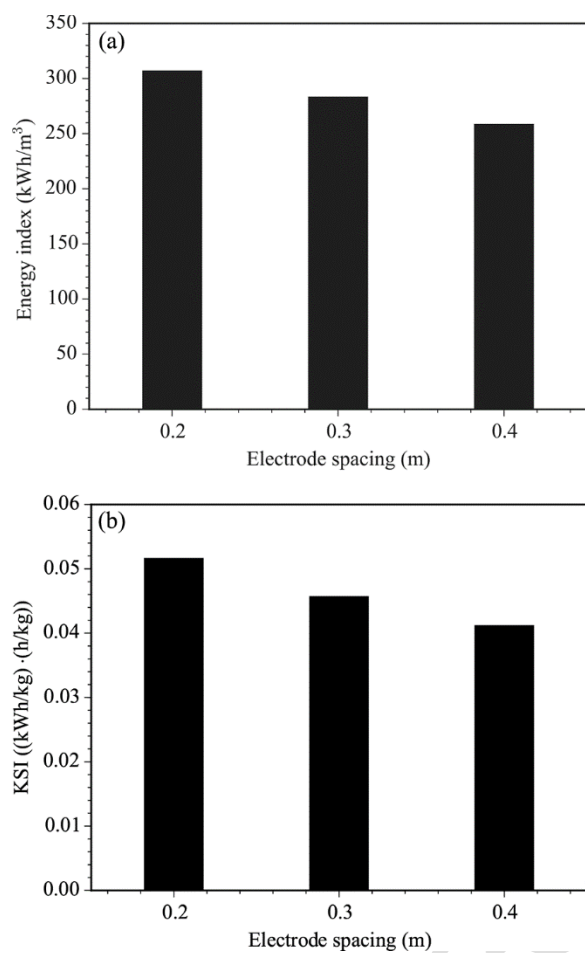 (a)
350
300
250
200
150
100
50
0
Energy index (kWh/m³)
0.2 0.3 0.4
Electrode spacing (m)
(b)
0.06
0.05
0.04
0.03
0.02
0.01
0.00
KSI ((kWh/kg)·(h/kg))
0.2 0.3 0.4
Electrode spacing (m)